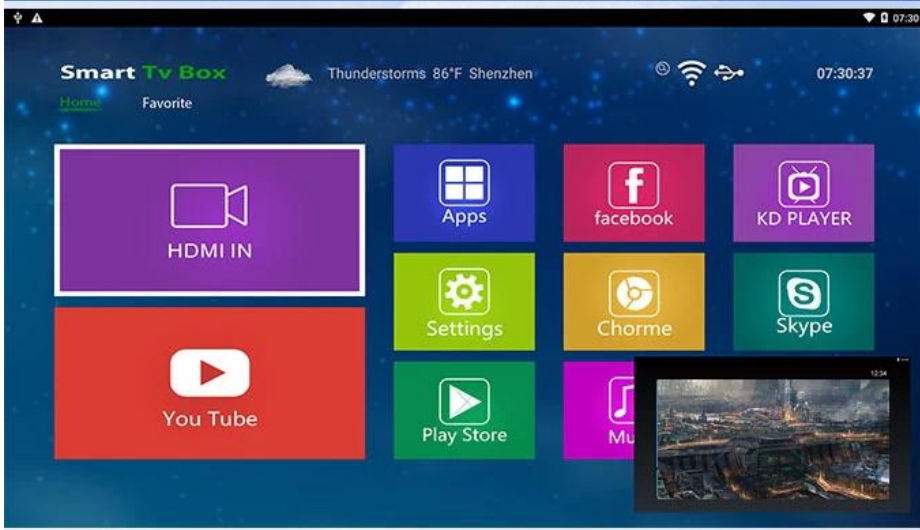 07:30
Smart Tv Box
Thunderstorms 86°F Shenzhen
07:30:37
Home
Favorite
HDMI IN
Apps
facebook
KD PLAYER
Settings
Chorme
Skype
You Tube
Play Store
Mu
12:34